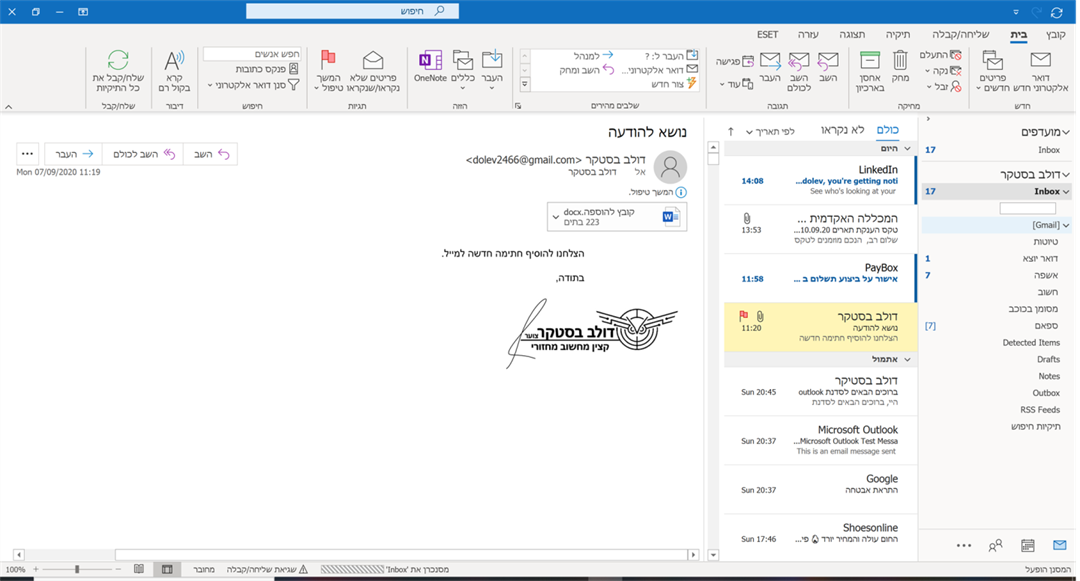 חיפוש
קובץ
בית
שליחה/קבלה
תיקיה
תצוגה
עזרה
ESET
דואר
אלקטרוני חדש
פריטים
חדשים
חדש
התעלם
נקה
זבל
מחק
אחסן
בארכיון
מחיקה
השב
השב
לכולם
העבר
פגישה
עוד
תגובה
העבר ל: ?
דואר אלקטרוני...
צור חדש
למנהל
השב ומחק
שלבים מהירים
העבר
כללים
OneNote
הזזה
פריטים שלא
נקראו/שנקראו
המשך
טיפול
תגיות
חפש אנשים
פנקס כתובות
סנן דואר אלקטרוני
חיפוש
קרא
בקול רם
דיבור
שלח/קבל את
כל התיקיות
שלח/קבל
מועדפים
Inbox 17
דולב בסטקר
Inbox 17
[Gmail]
טיוטות
דואר יוצא 1
אשפה 7
חשוב
מסומן בכוכב
ספאם [7]
Detected Items
Drafts
Notes
Outbox
RSS Feeds
תיקיות חיפוש
כולם
לא נקראו
לפי תאריך
היום
LinkedIn
dolev, you're getting noti...
14:08
See who's looking at your
המכללה האקדמית ...
טקס הענקת תארים 10.09.20...
13:53
שלום רב, הנכם מוזמנים לטקס
PayBox
אישור על ביצוע תשלום ב ...
11:58
דולב בסטקר
נושא להודעה
11:20
הצלחנו להוסיף חתימה חדשה
אתמול
דולב בסטיקר
ברוכים הבאים לסדנת outlook
Sun 20:45
היי, ברוכים הבאים לסדנת
Microsoft Outlook
Microsoft Outlook Test Messa...
Sun 20:37
This is an email message sent
Google
התראת אבטחה
Sun 20:37
Shoesonline
החום עולה והמחיר יורד 🔥 פי...
Sun 17:46
נושא להודעה
דולב בסטקר <dolev2466@gmail.com>
אל דולב בסטקר
השב
השב לכולם
העבר
Mon 07/09/2020 11:19
המשך טיפול.
קובץ להוספה.docx
223 בתים
הצלחנו להוסיף חתימה חדשה למייל.
בתודה,
דולב בסטקר צוער
קצין מחשוב מחזורי
המסנן הופעל
מסנכרן את 'Inbox'
שגיאת שליחה/קבלה
מחובר
100%